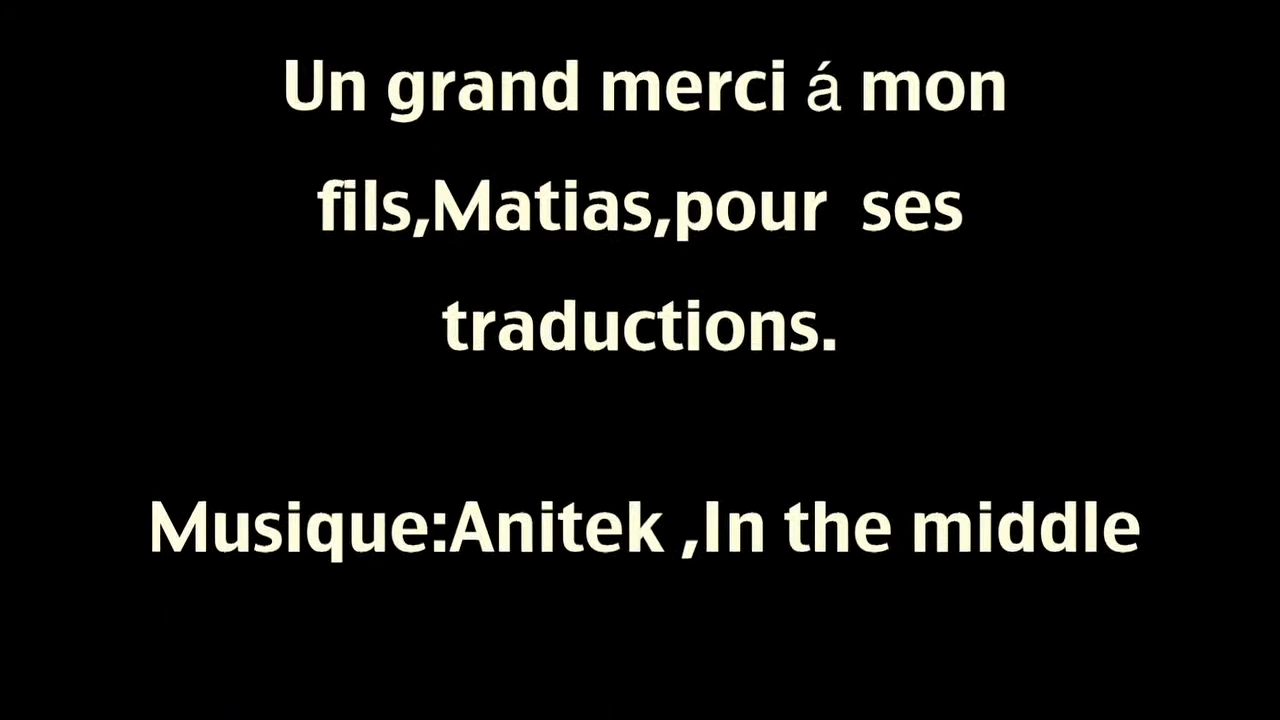 Un grand merci á mon
fils,Matias,pour  ses
traductions.
Musique:Anitek ,In the middle